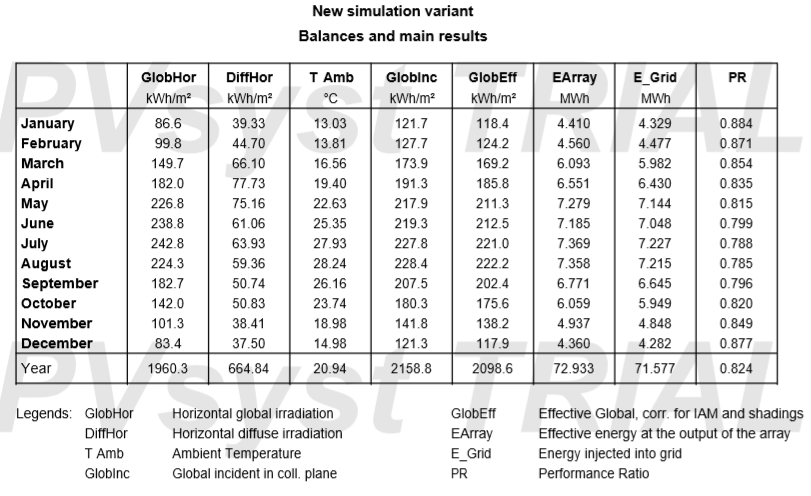 New simulation variant
Balances and main results
GlobHor DiffHor T Amb GlobInc GlobEff EArray E_Grid PR
kWh/m² kWh/m² °C kWh/m² kWh/m² MWh MWh
January 86.6 39.33 13.03 121.7 118.4 4.410 4.329 0.884
February 99.8 44.70 13.81 127.7 124.2 4.560 4.477 0.871
March 149.7 66.10 16.56 173.9 169.2 6.093 5.982 0.854
April 182.0 77.73 19.40 191.3 185.8 6.551 6.430 0.835
May 226.8 75.16 22.63 217.9 211.3 7.279 7.144 0.815
June 238.8 61.06 25.35 219.3 212.5 7.185 7.048 0.799
July 242.8 63.93 27.93 227.8 221.0 7.369 7.227 0.788
August 224.3 59.36 28.24 228.4 222.2 7.358 7.215 0.785
September 182.7 50.74 26.16 207.5 202.4 6.771 6.645 0.796
October 142.0 50.83 23.74 180.3 175.6 6.059 5.949 0.820
November 101.3 38.41 18.98 141.8 138.2 4.937 4.848 0.849
December 83.4 37.50 14.98 121.3 117.9 4.360 4.282 0.877
Year 1960.3 664.84 20.94 2158.8 2098.6 72.933 71.577 0.824
Legends: GlobHor Horizontal global irradiation GlobEff Effective Global, corr. for IAM and shadings
DiffHor Horizontal diffuse irradiation EArray Effective energy at the output of the array
T Amb Ambient Temperature E_Grid Energy injected into grid
GlobInc Global incident in coll. plane PR Performance Ratio
PVsyst TRIAL
PVsyst TRIAL